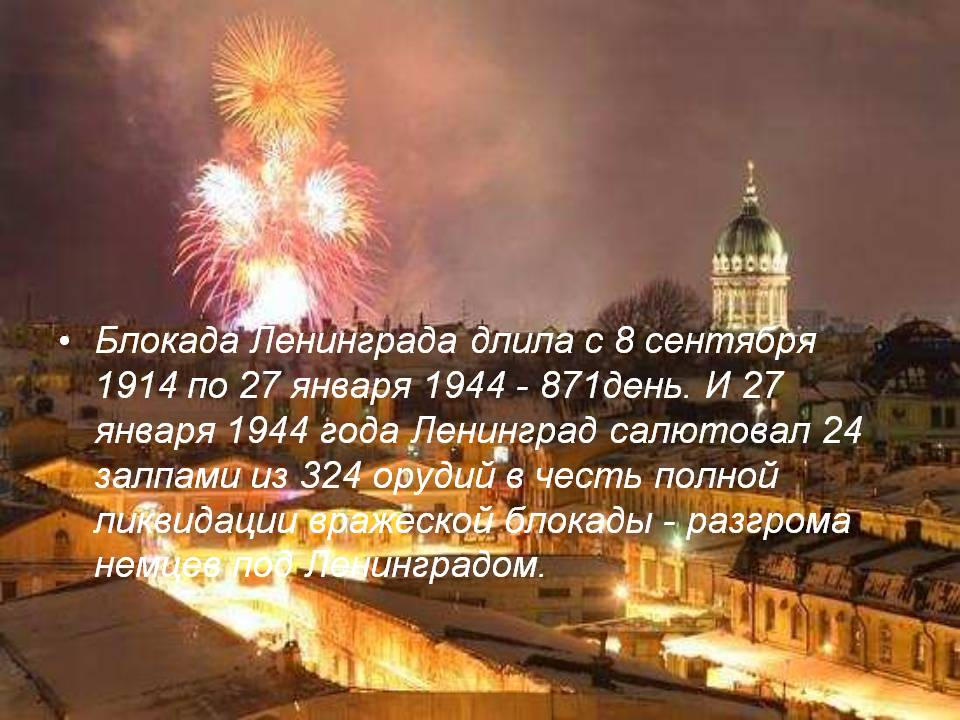 • Блокада Ленинграда длила с 8 сентября
1914 по 27 января 1944 - 871день. И 27
января 1944 года Ленинград салютовал 24
залпами из 324 орудий в честь полной
ликвидации вражеской блокады - разгрома
немцев под Ленинградом.